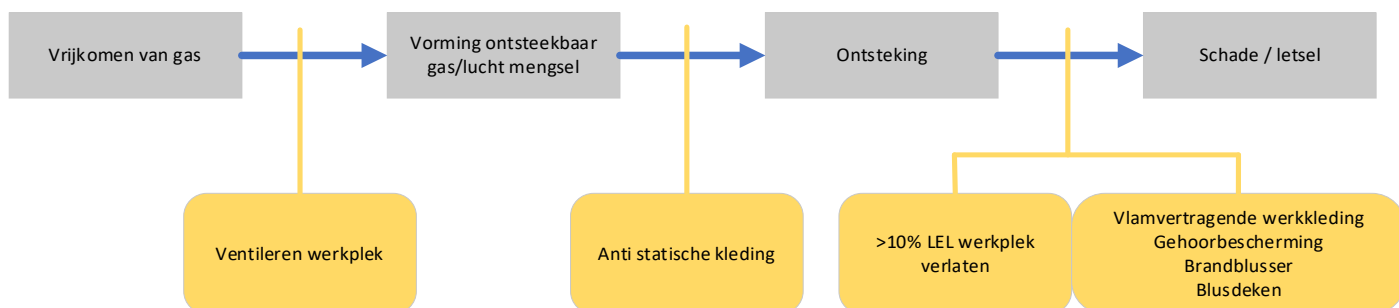 Vrijkomen van gas
Vorming ontsteekbaar
gas/lucht mengsel
Ontsteking
Schade / letsel
Ventileren werkplek
Anti statische kleding
>10% LEL werkplek
verlaten
Vlamvertragende werkkleding
Gehoorbescherming
Brandblusser
Blusdeken